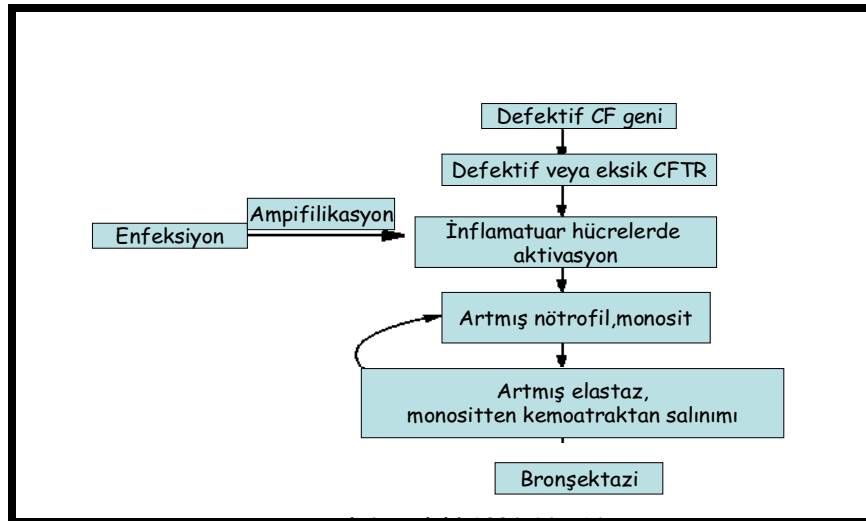 Defektif CF geni
Defektif veya eksik CFTR
Ampifilikasyon
Enfeksiyon
İnflamatuar hücrelerde
aktivasyon
Artmış nötrofil,monosit
Artmış elastaz,
monositten kemoatraktan salınımı
Bronşektazi